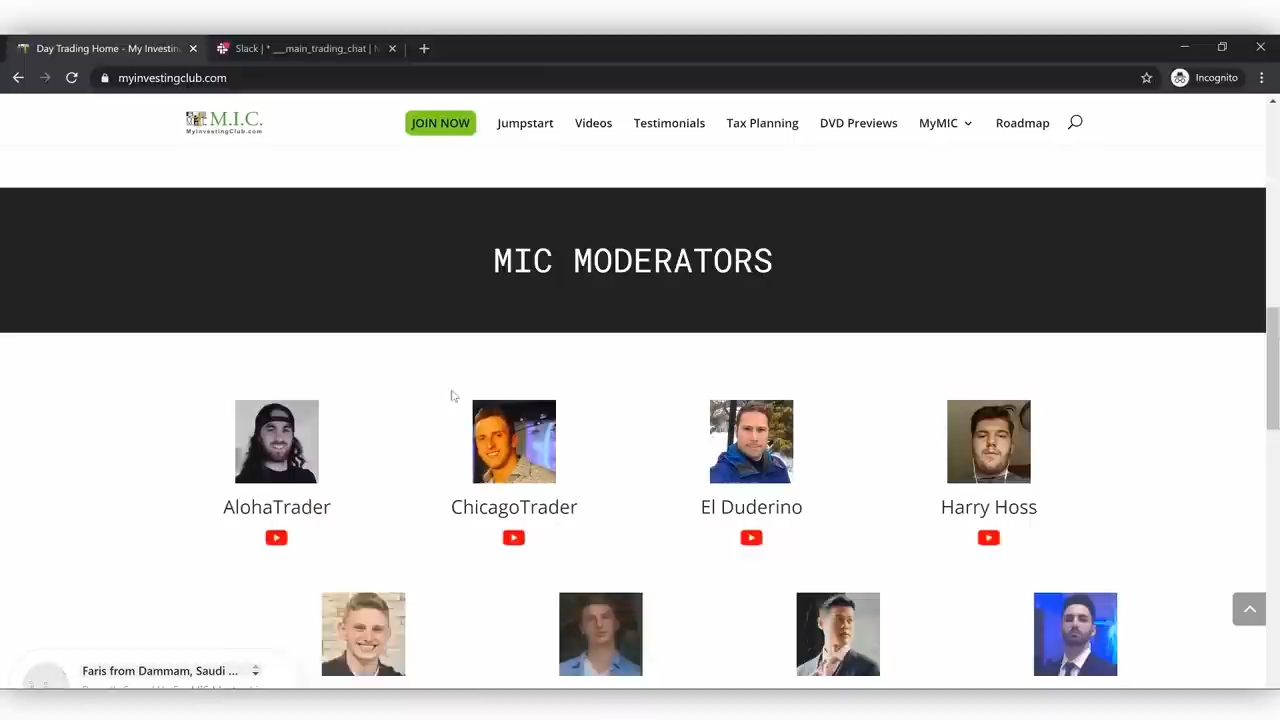 Day Trading Home - My Investin
Slack | * __main_trading_chat |
myinvestingclub.com
Incognito
M.I.C.
MyInvestingClub.com
JOIN NOW
Jumpstart
Videos
Testimonials
Tax Planning
DVD Previews
MyMIC
Roadmap
MIC MODERATORS
AlohaTrader
ChicagoTrader
El Duderino
Harry Hoss
Faris from Dammam, Saudi ...